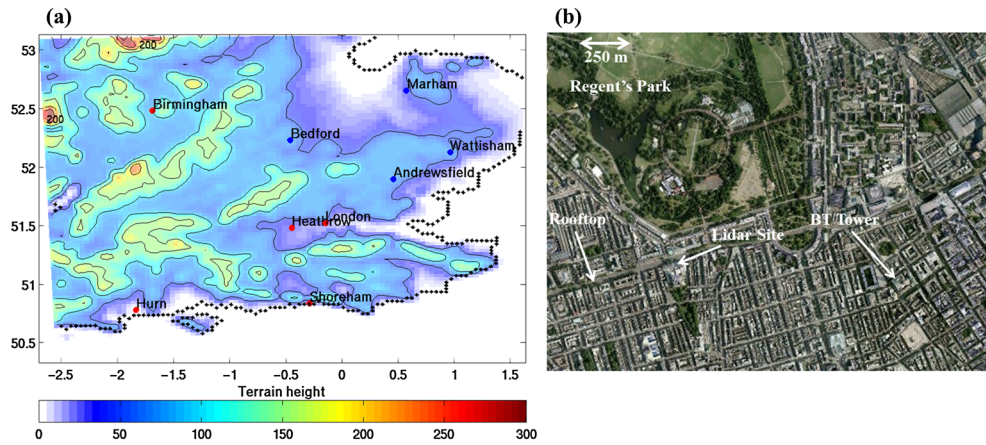 (a)
(b)
53
52.5
52
51.5
51
50.5
200
200
Birmingham
Marham
Bedford
Wattisham
Andrewsfield
London
Heathrow
Shoreham
Hurn
−2.5 −2 −1.5 −1 −0.5 0 0.5 1 1.5
Terrain height
0 50 100 150 200 250 300
250 m
Regent's Park
Rooftop
Lidar Site
BT Tower